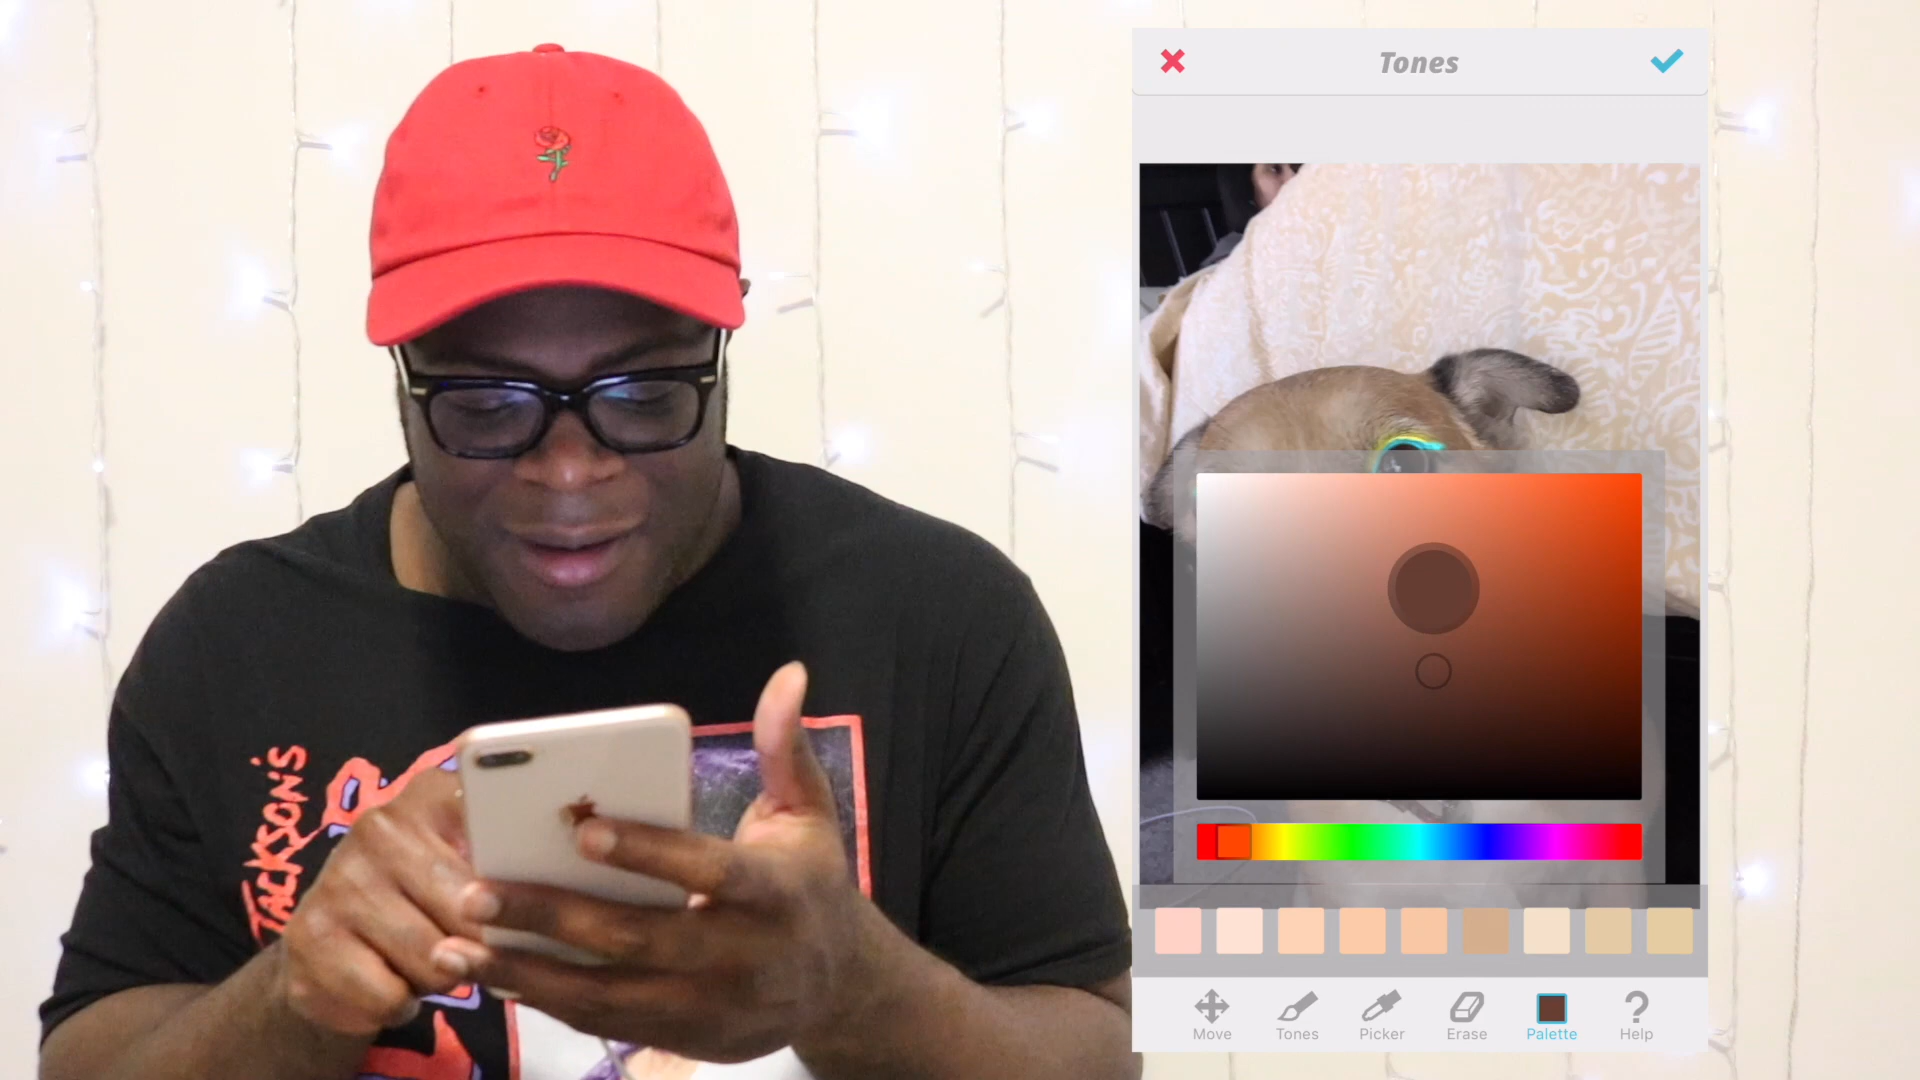 Tones
JACKSON'S
Move
Tones
Picker
Erase
Palette
Help